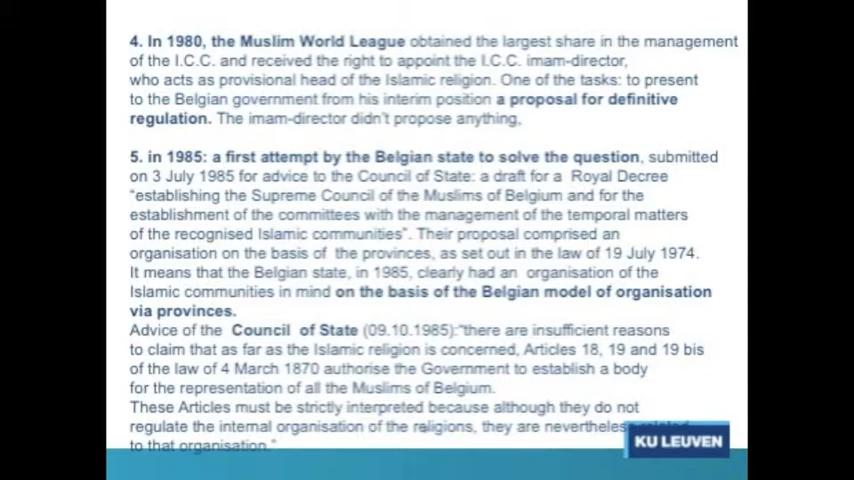 4. In 1980, the Muslim World League obtained the largest share in the management
of the I.C.C. and received the right to appoint the I.C.C. imam-director,
who acts as provisional head of the Islamic religion. One of the tasks: to present
to the Belgian government from his interim position a proposal for definitive
regulation. The imam-director didn't propose anything.
5. in 1985: a first attempt by the Belgian state to solve the question, submitted
on 3 July 1985 for advice to the Council of State: a draft for a Royal Decree
“establishing the Supreme Council of the Muslims of Belgium and for the
establishment of the committees with the management of the temporal matters
of the recognised Islamic communities”. Their proposal comprised an
organisation on the basis of the provinces, as set out in the law of 19 July 1974.
It means that the Belgian state, in 1985, clearly had an organisation of the
Islamic communities in mind on the basis of the Belgian model of organisation
via provinces.
Advice of the Council of State (09.10.1985):“there are insufficient reasons
to claim that as far as the Islamic religion is concerned, Articles 18, 19 and 19 bis
of the law of 4 March 1870 authorise the Government to establish a body
for the representation of all the Muslims of Belgium.
These Articles must be strictly interpreted because although they do not
regulate the internal organisation of the religions, they are nevertheless related
to that organisation.”
KU LEUVEN